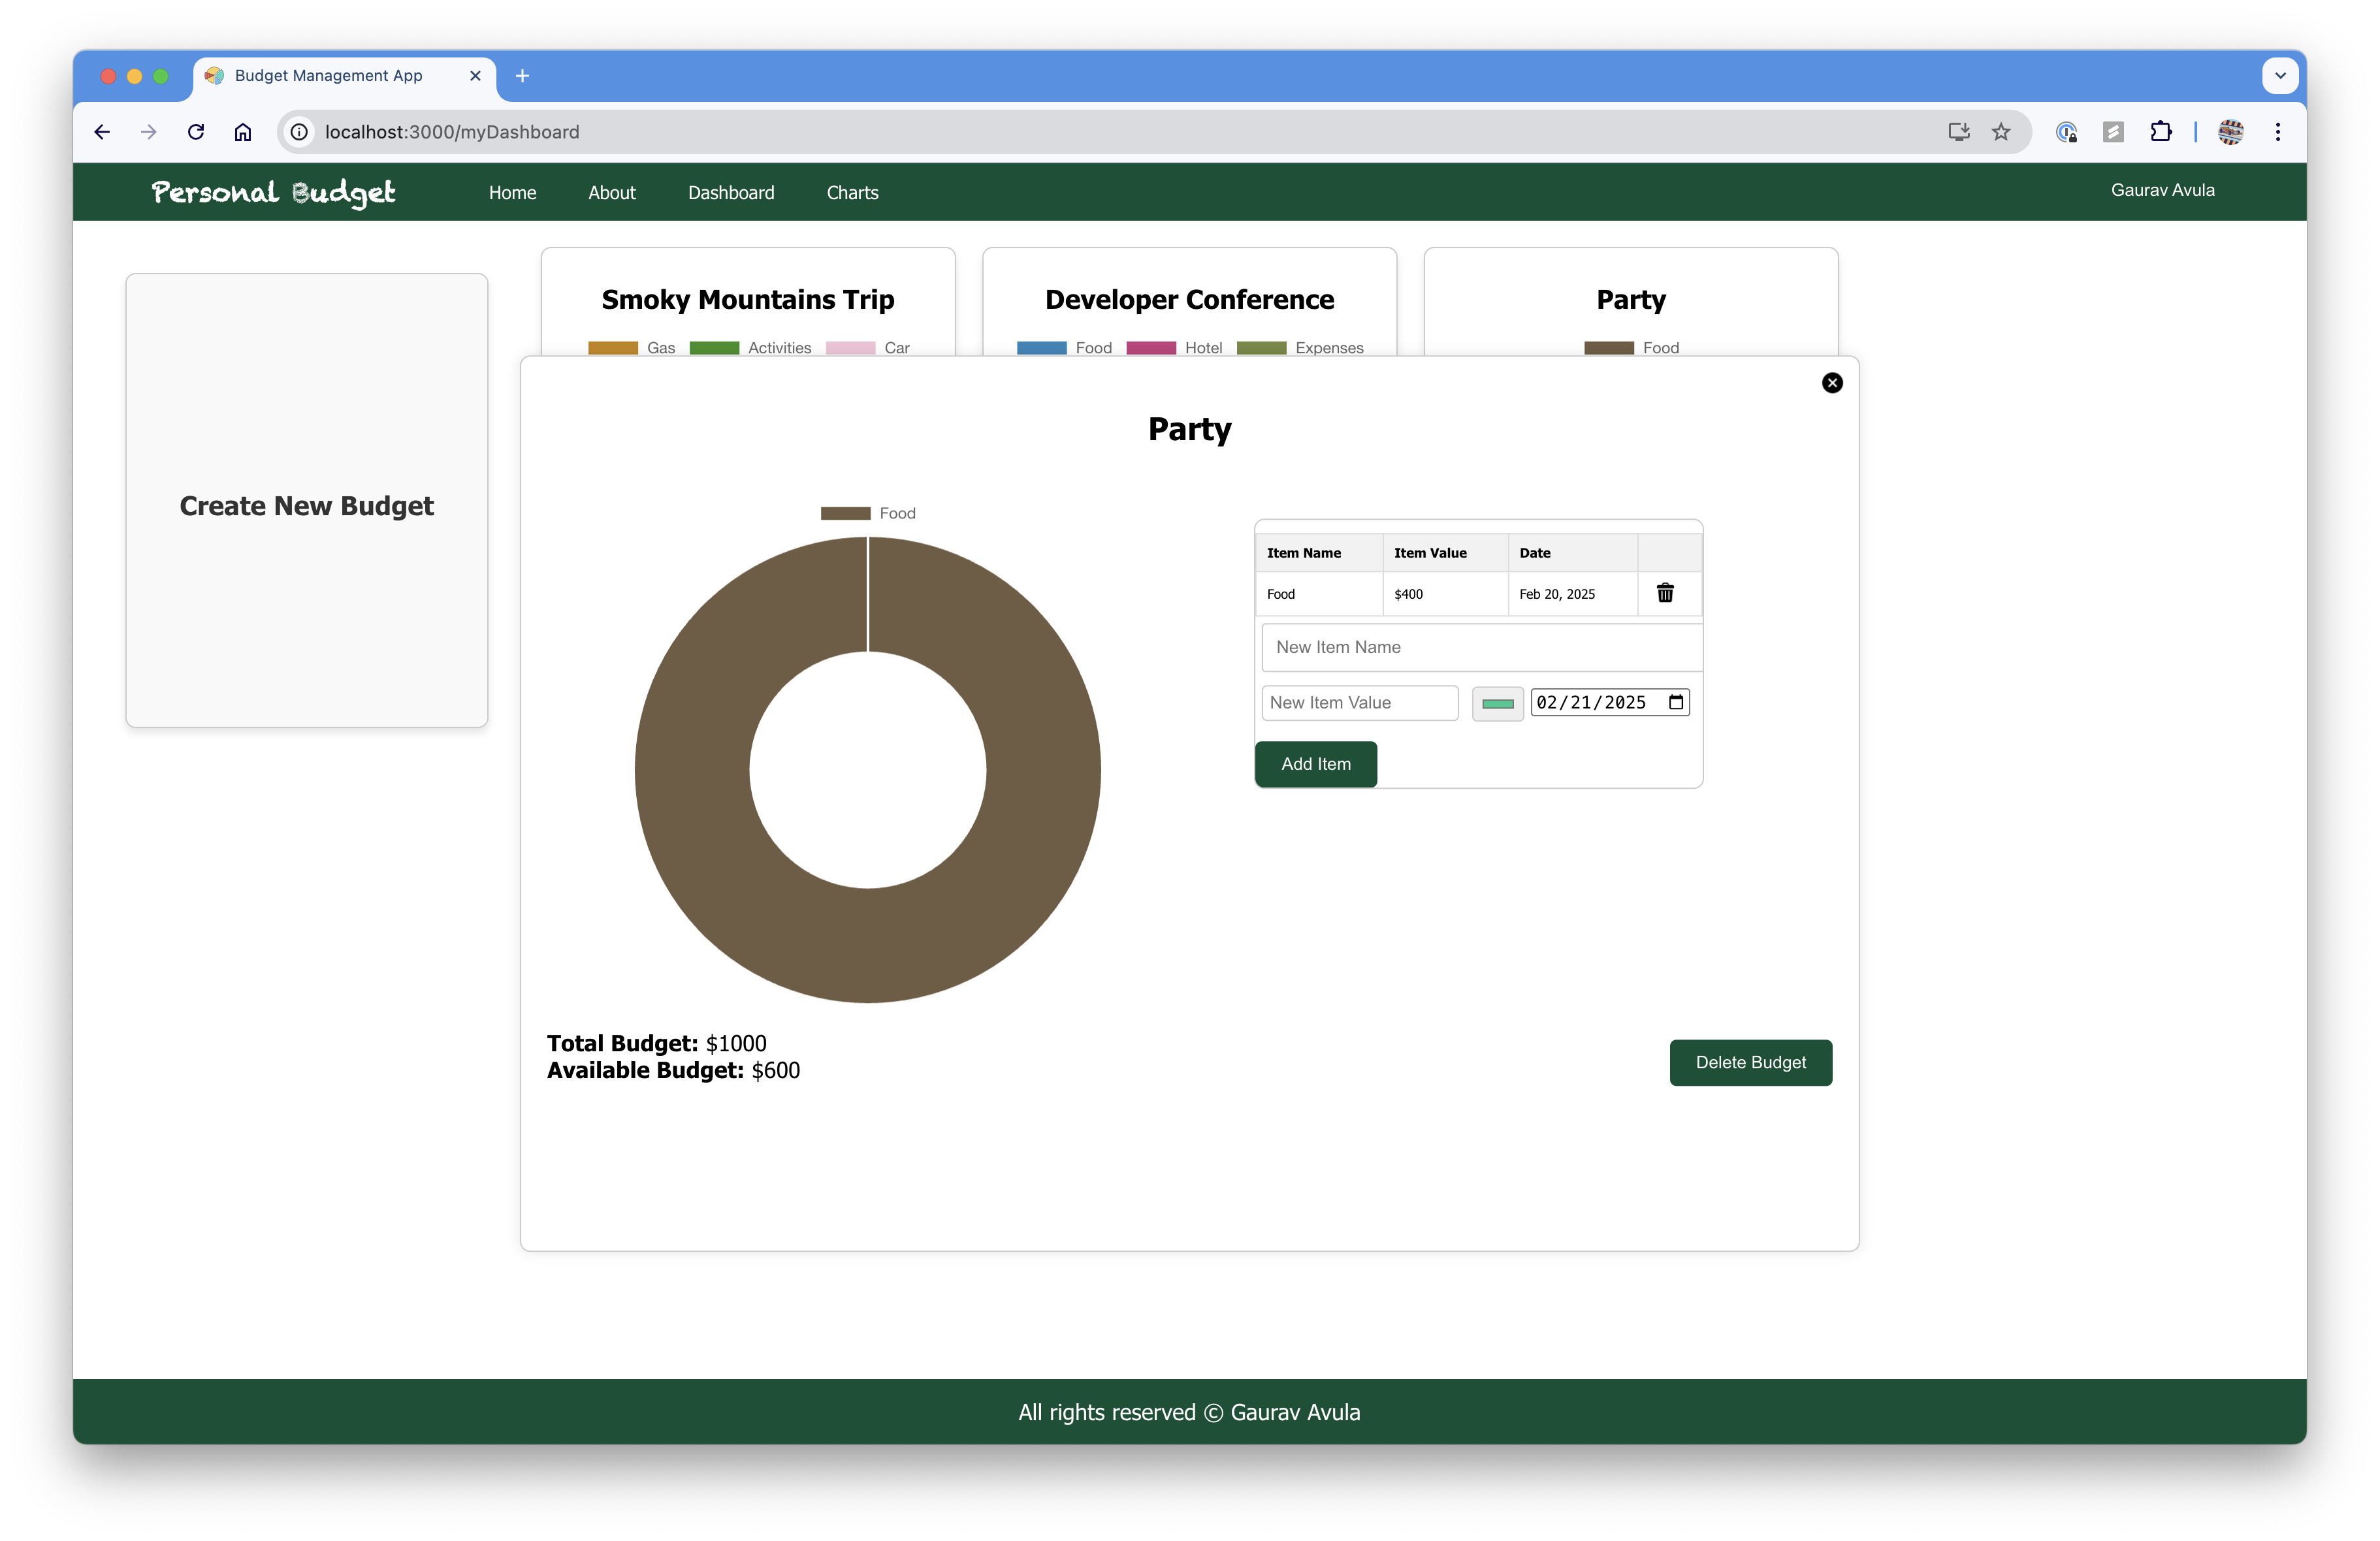 Budget Management App
localhost:3000/myDashboard
Personal Budget Home About Dashboard Charts Gaurav Avula
Create New Budget
Smoky Mountains Trip
Gas Activities Car
Developer Conference
Food Hotel Expenses
Party
Food
Party
Food
Item Name Item Value Date
Food $400 Feb 20, 2025
New Item Name
New Item Value 02/21/2025
Add Item
Total Budget: $1000
Available Budget: $600
Delete Budget
All rights reserved © Gaurav Avula